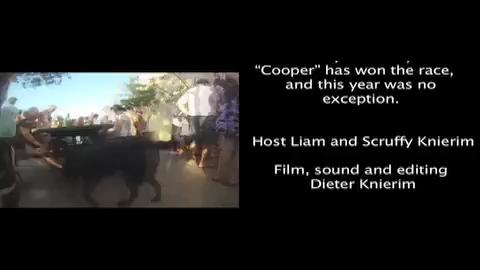 “Cooper” has won the race,
and this year was no
exception.
Host Liam and Scruffy Knierim
Film, sound and editing
Dieter Knierim